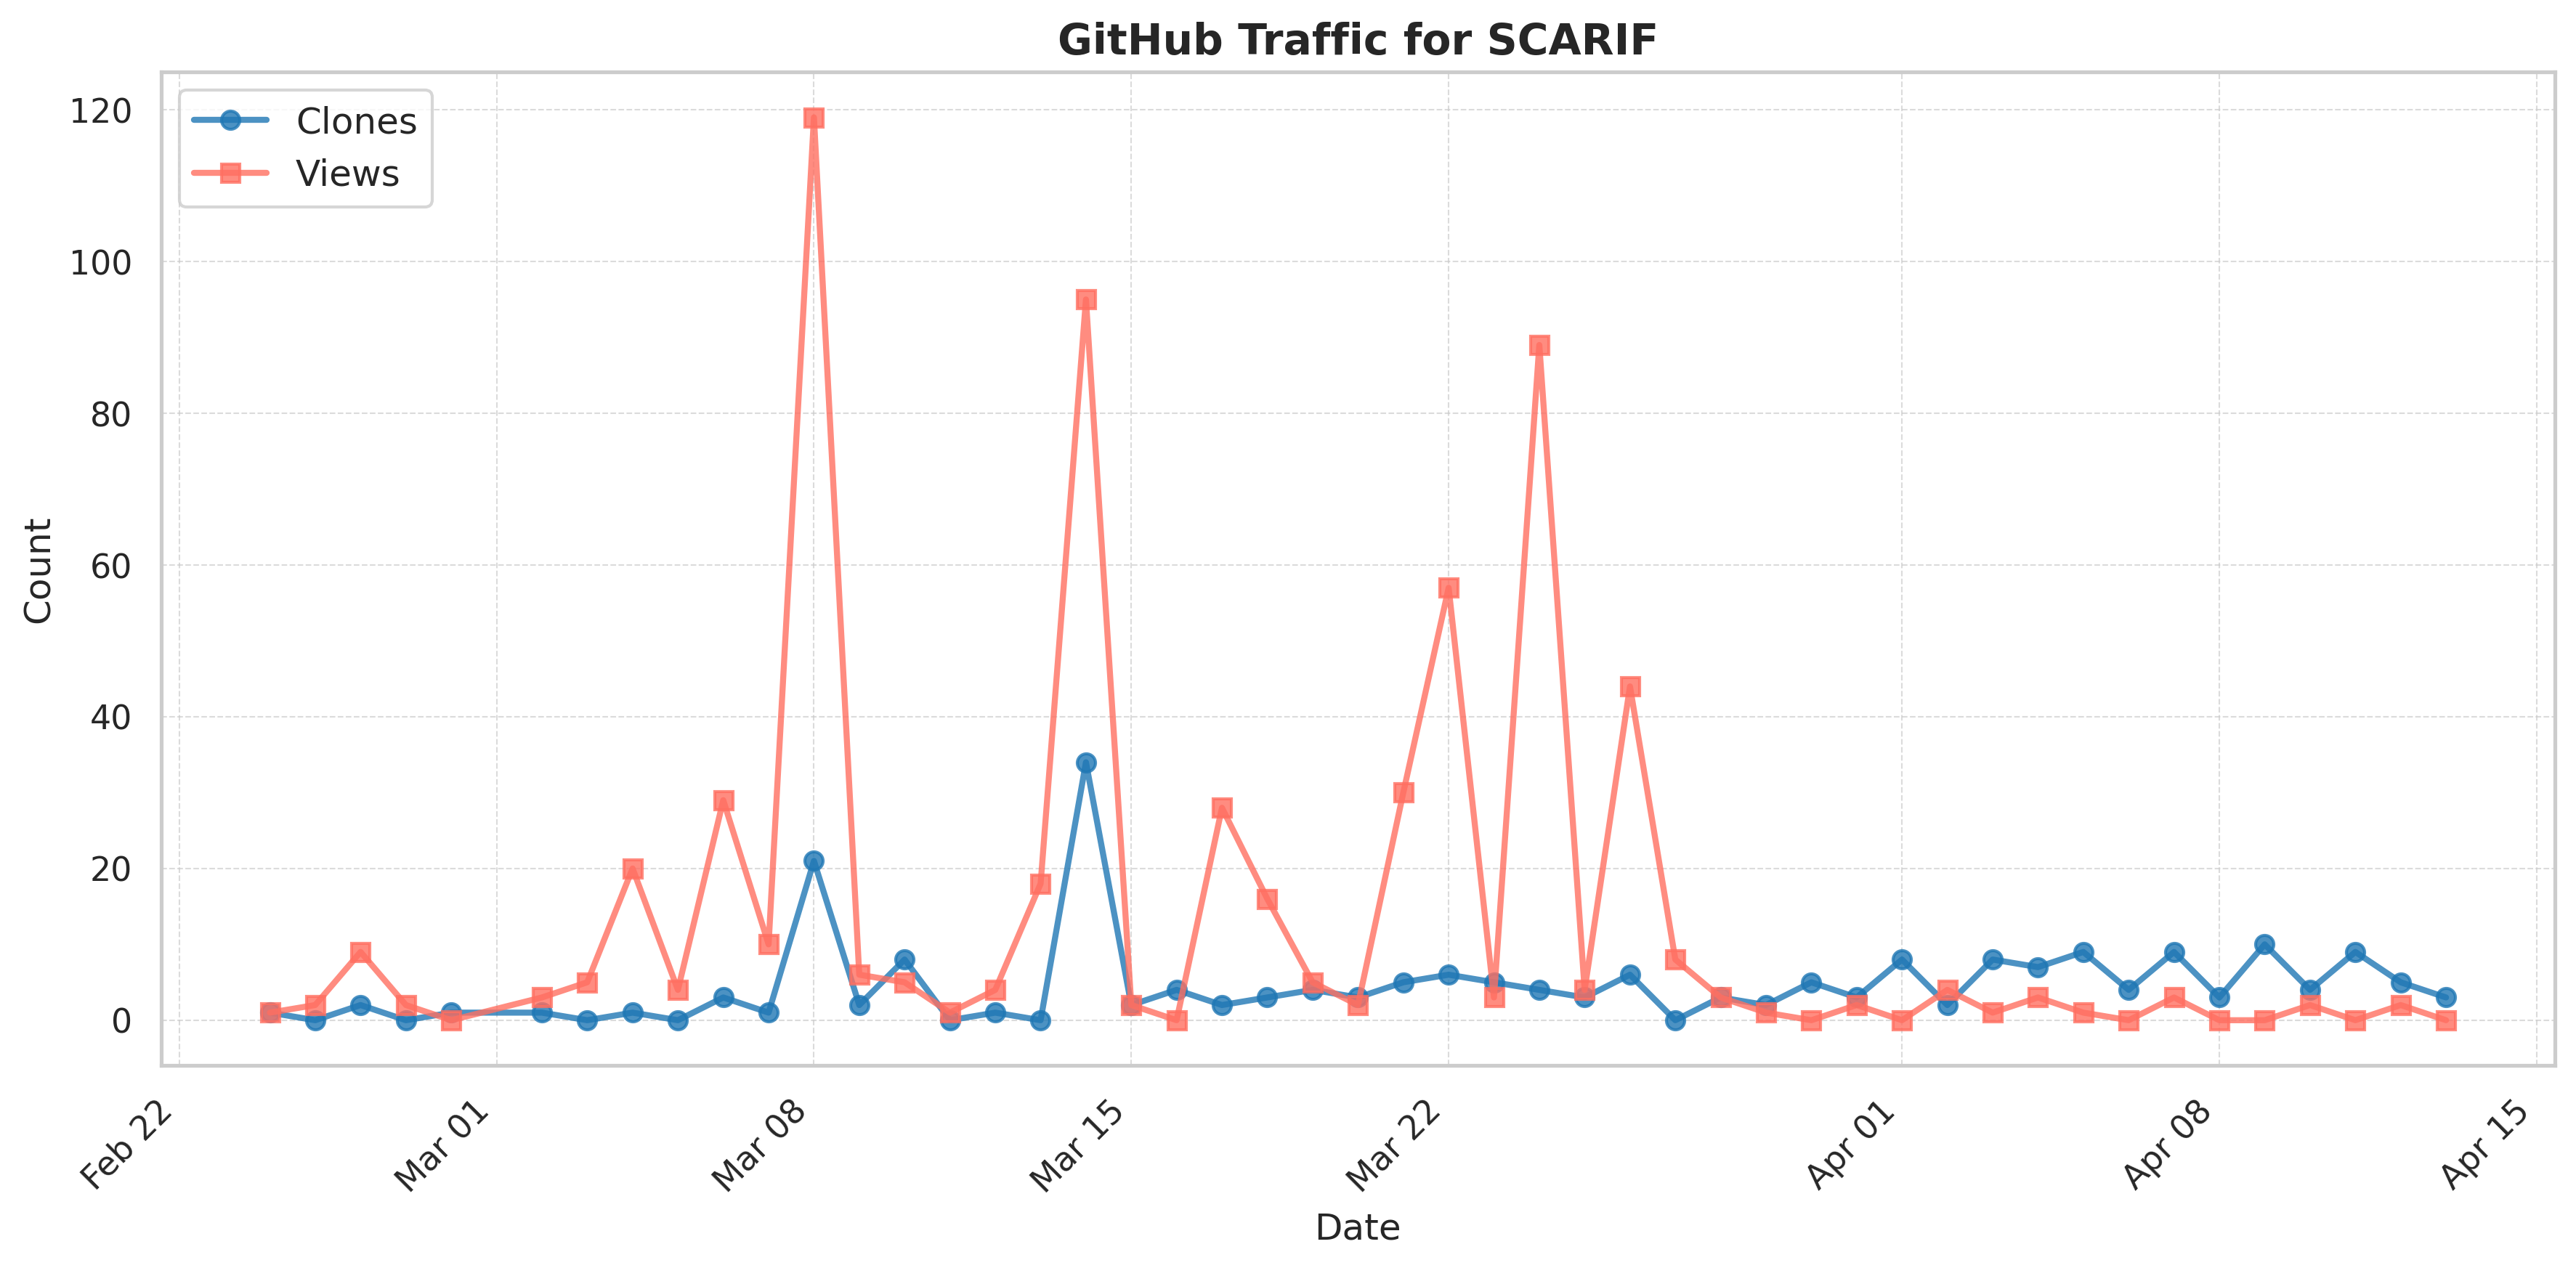 GitHub Traffic for SCARIF
Clones
Views
120
100
80
60
40
20
0
Count
Feb 22
Mar 01
Mar 08
Mar 15
Mar 22
Apr 01
Apr 08
Apr 15
Date